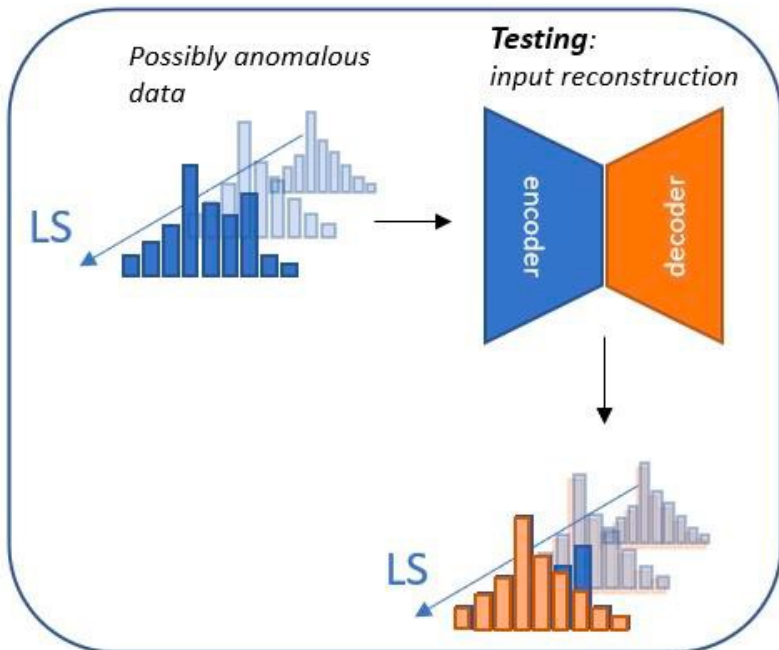 Possibly anomalous
data
Testing:
input reconstruction
LS
encoder
decoder
LS